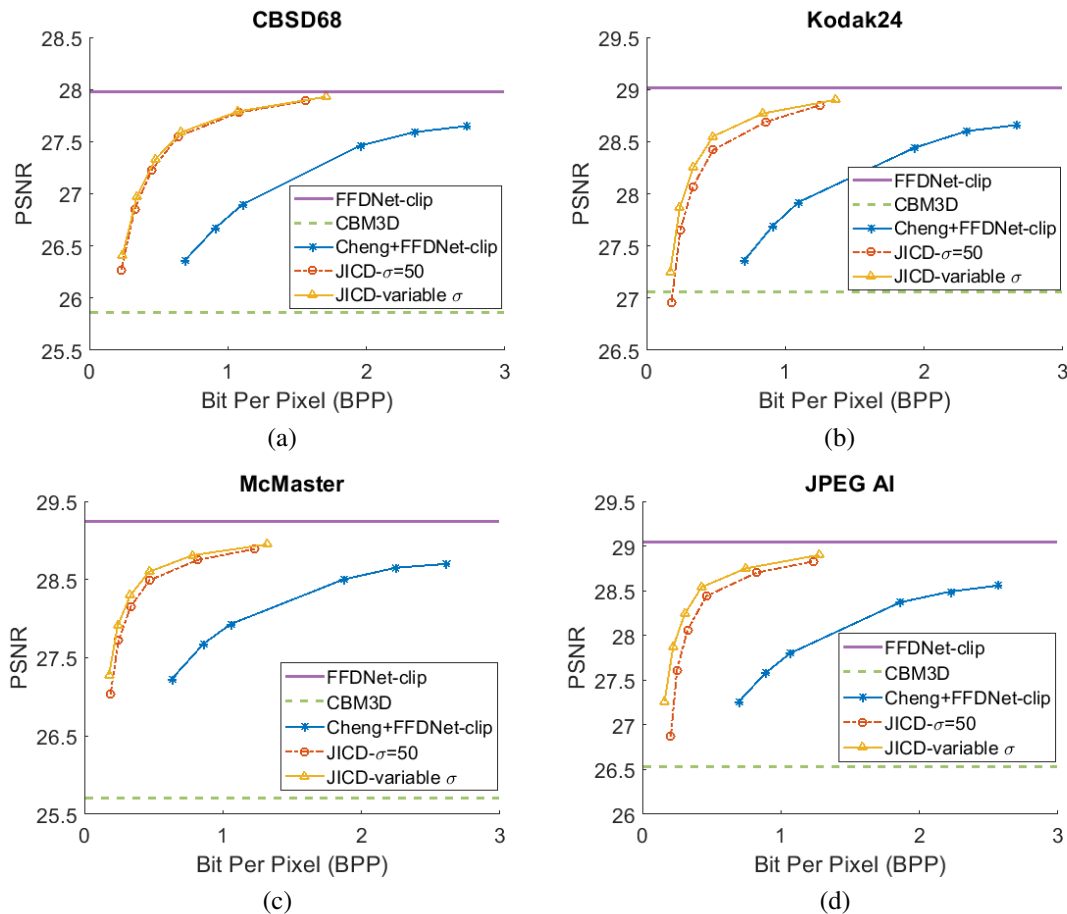 CBSD68
28.5
28
27.5
27
26.5
26
25.5
PSNR
0
1
2
3
Bit Per Pixel (BPP)
FFDNet-clip
CBM3D
Cheng+FFDNet-clip
JICD-σ=50
JICD-variable σ
(a)
Kodak24
29.5
29
28.5
28
27.5
27
26.5
PSNR
0
1
2
3
Bit Per Pixel (BPP)
FFDNet-clip
CBM3D
Cheng+FFDNet-clip
JICD-σ=50
JICD-variable σ
(b)
McMaster
29.5
28.5
27.5
26.5
25.5
PSNR
0
1
2
3
Bit Per Pixel (BPP)
FFDNet-clip
CBM3D
Cheng+FFDNet-clip
JICD-σ=50
JICD-variable σ
(c)
JPEG AI
29.5
29
28.5
28
27.5
27
26.5
26
PSNR
0
1
2
3
Bit Per Pixel (BPP)
FFDNet-clip
CBM3D
Cheng+FFDNet-clip
JICD-σ=50
JICD-variable σ
(d)